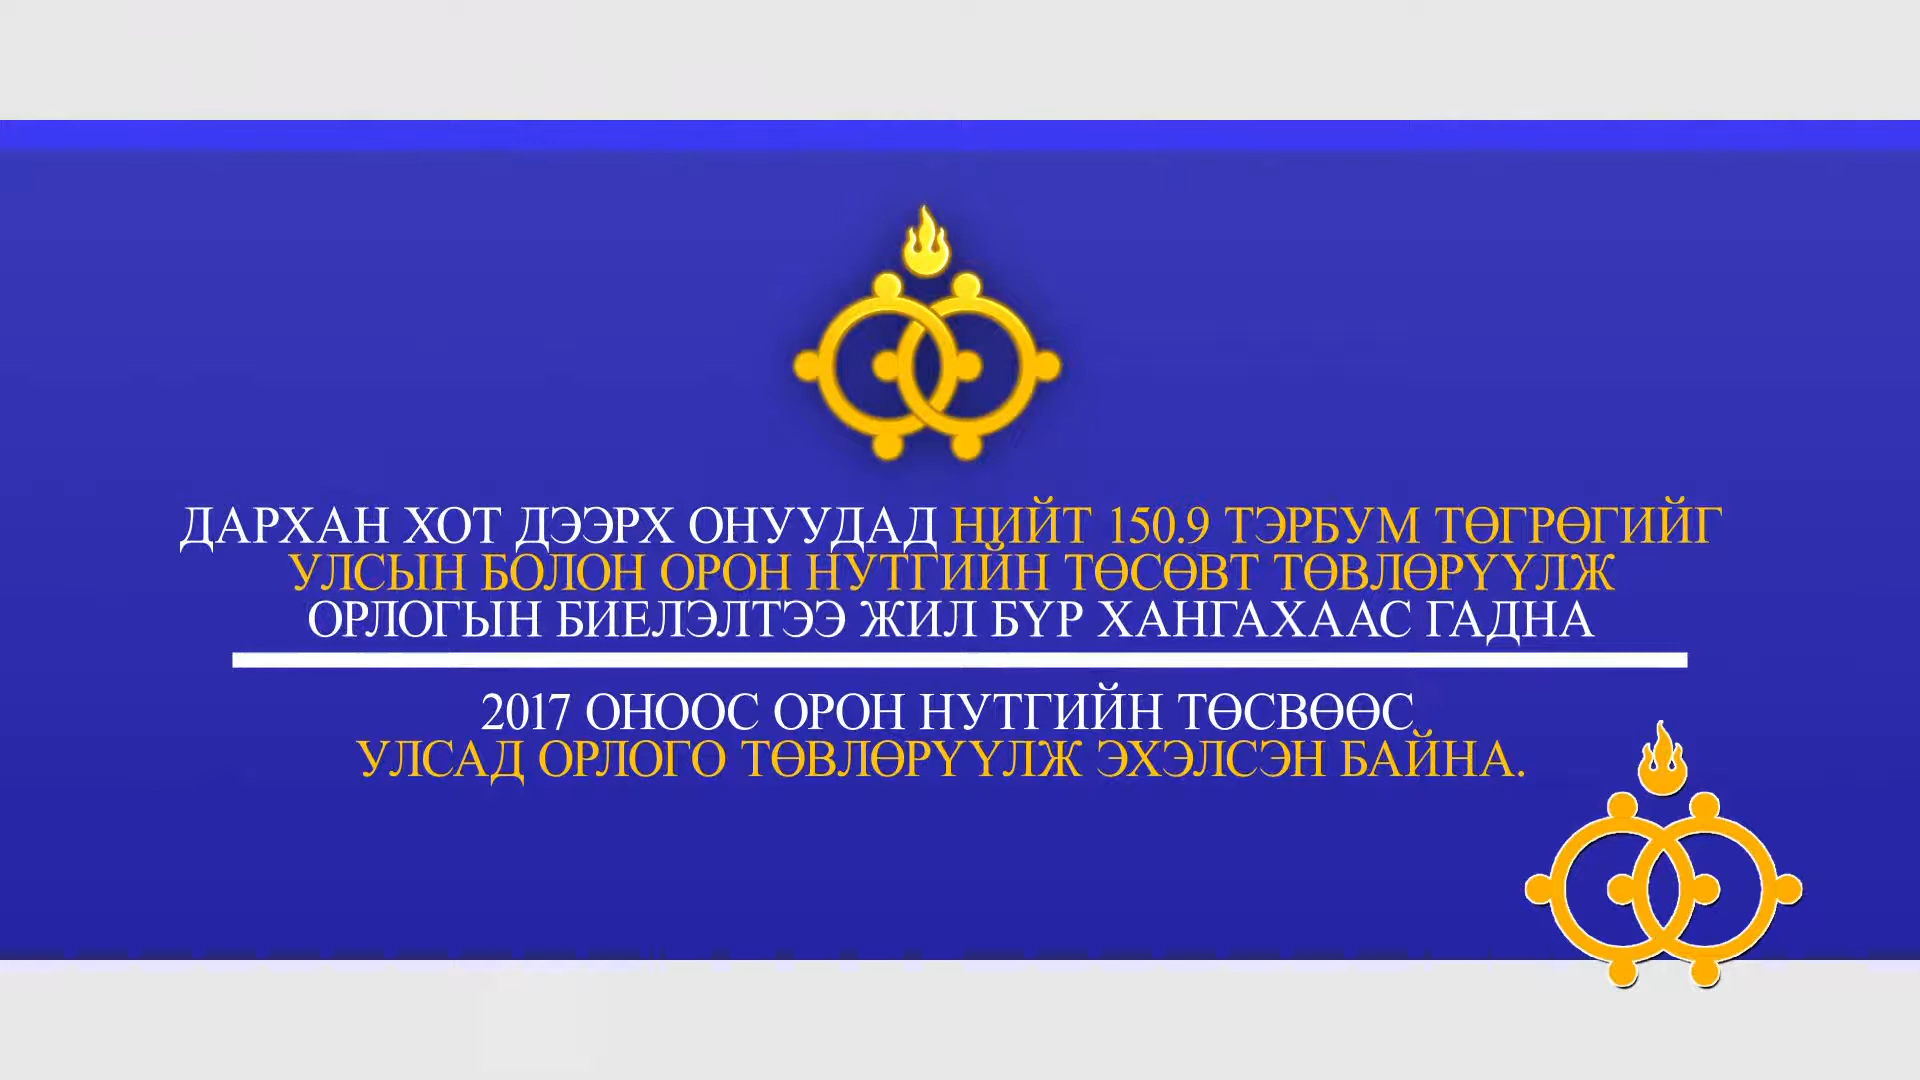 ДАРХАН ХОТ ДЭЭРХ ОНУУДАД НИЙТ 150.9 ТЭРБУМ ТӨГРӨГИЙГ
УЛСЫН БОЛОН ОРОН НУТГИЙН ТӨСӨВТ ТӨВЛӨРҮҮЛЖ
ОРЛОГЫН БИЕЛЭЛТЭЭ ЖИЛ БҮР ХАНГАХААС ГАДНА
2017 ОНООС ОРОН НУТГИЙН ТӨСВӨӨС
УЛСАД ОРЛОГО ТӨВЛӨРҮҮЛЖ ЭХЭЛСЭН БАЙНА.